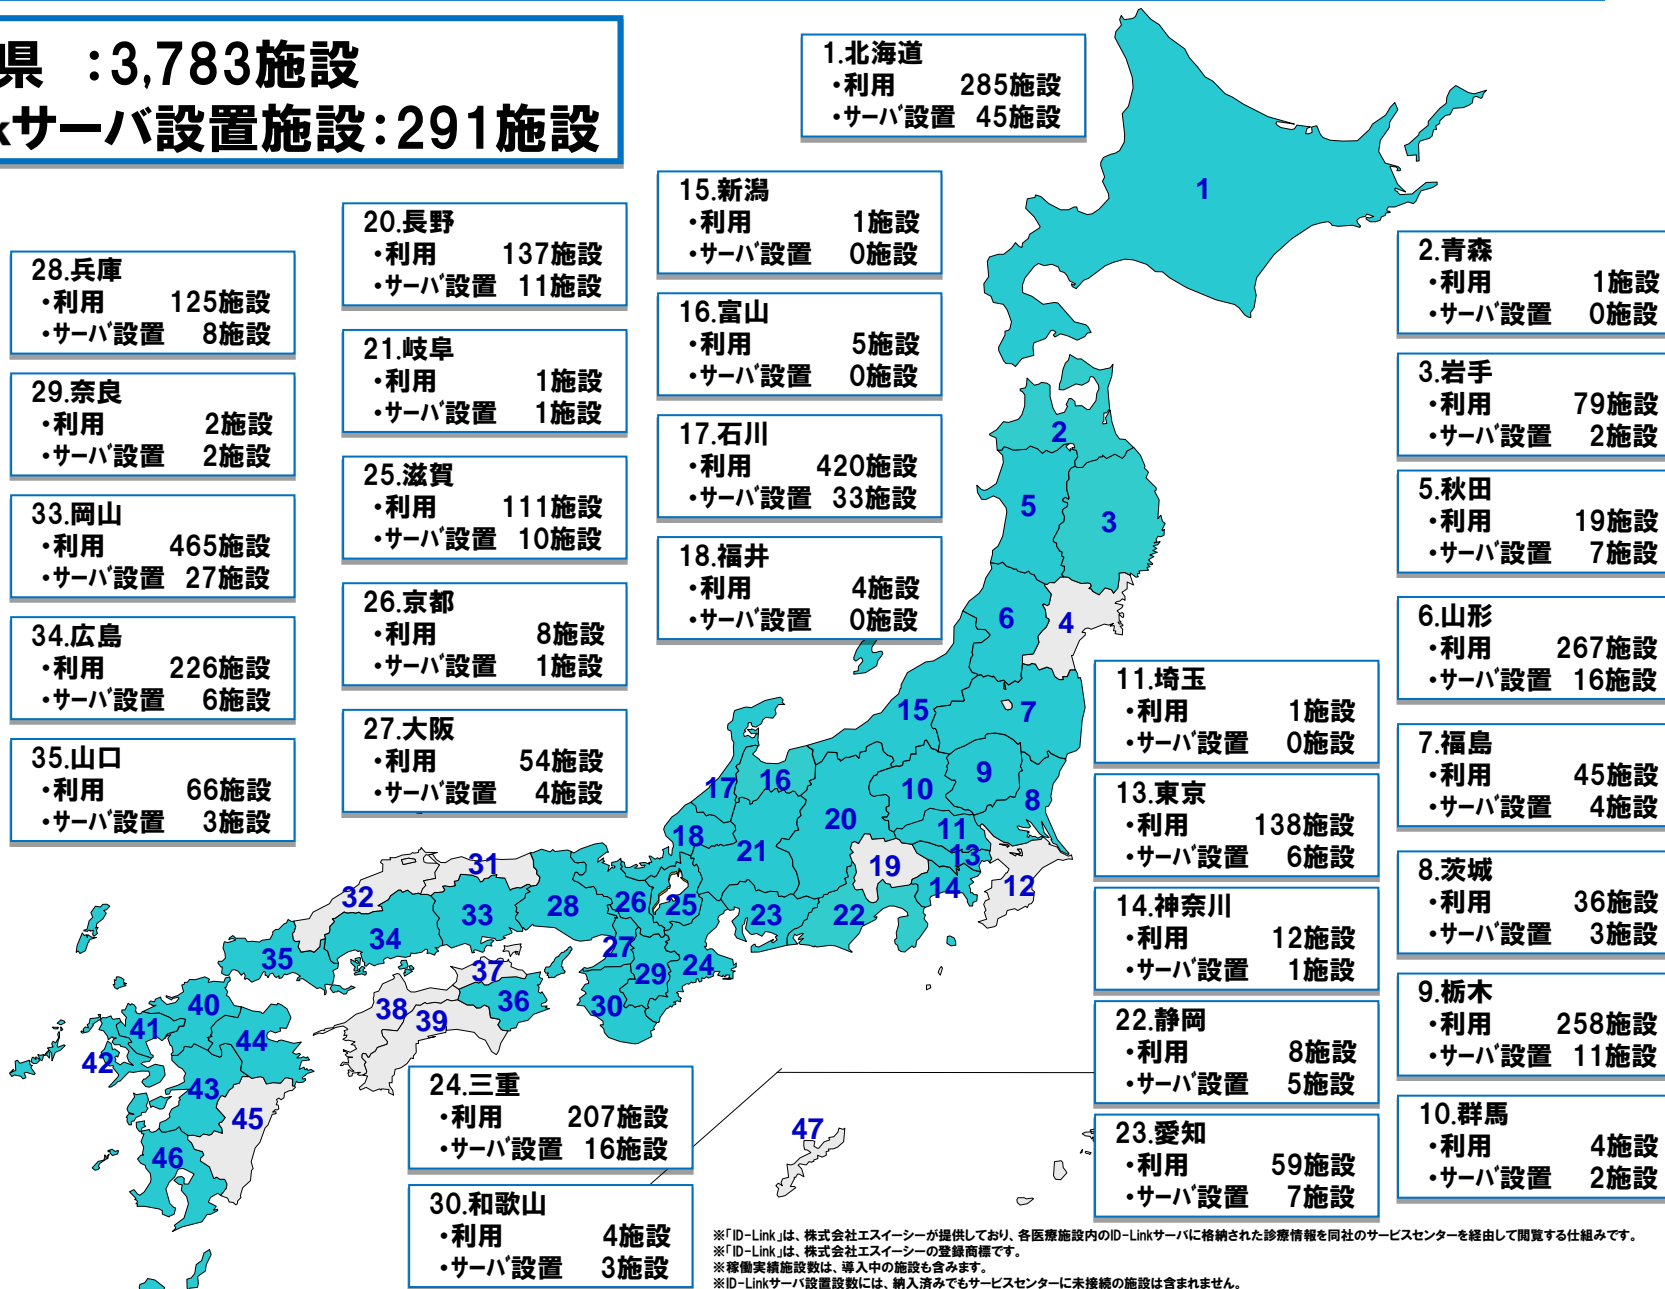 県　：3,783施設
kサーバ設置施設：291施設
1.北海道
・利用　285施設
・サーバ設置　45施設
15.新潟
・利用　1施設
・サーバ設置　0施設
20.長野
・利用　137施設
・サーバ設置　11施設
28.兵庫
・利用　125施設
・サーバ設置　8施設
2.青森
・利用　1施設
・サーバ設置　0施設
16.富山
・利用　5施設
・サーバ設置　0施設
21.岐阜
・利用　1施設
・サーバ設置　1施設
29.奈良
・利用　2施設
・サーバ設置　2施設
3.岩手
・利用　79施設
・サーバ設置　2施設
17.石川
・利用　420施設
・サーバ設置　33施設
25.滋賀
・利用　111施設
・サーバ設置　10施設
33.岡山
・利用　465施設
・サーバ設置　27施設
5.秋田
・利用　19施設
・サーバ設置　7施設
18.福井
・利用　4施設
・サーバ設置　0施設
26.京都
・利用　8施設
・サーバ設置　1施設
34.広島
・利用　226施設
・サーバ設置　6施設
6.山形
・利用　267施設
・サーバ設置　16施設
11.埼玉
・利用　1施設
・サーバ設置　0施設
27.大阪
・利用　54施設
・サーバ設置　4施設
35.山口
・利用　66施設
・サーバ設置　3施設
7.福島
・利用　45施設
・サーバ設置　4施設
13.東京
・利用　138施設
・サーバ設置　6施設
8.茨城
・利用　36施設
・サーバ設置　3施設
14.神奈川
・利用　12施設
・サーバ設置　1施設
9.栃木
・利用　258施設
・サーバ設置　11施設
22.静岡
・利用　8施設
・サーバ設置　5施設
24.三重
・利用　207施設
・サーバ設置　16施設
10.群馬
・利用　4施設
・サーバ設置　2施設
23.愛知
・利用　59施設
・サーバ設置　7施設
30.和歌山
・利用　4施設
・サーバ設置　3施設
1
2
5
3
6
4
15
7
9
17
16
10
8
20
18
11
21
13
31
19
14
12
32
28
26
25
33
23
22
34
27
35
24
37
29
36
40
30
38
39
41
44
42
43
45
47
46
※「ID-Link」は、株式会社エスイーシーが提供しており、各医療施設内のID-Linkサーバに格納された診療情報を同社のサービスセンターを経由して閲覧する仕組みです。
※「ID-Link」は、株式会社エスイーシーの登録商標です。
※稼働実績施設数は、導入中の施設も含みます。
※ID-Linkサーバ設置設数には、納入済みでもサービスセンターに未接続の施設は含まれません。